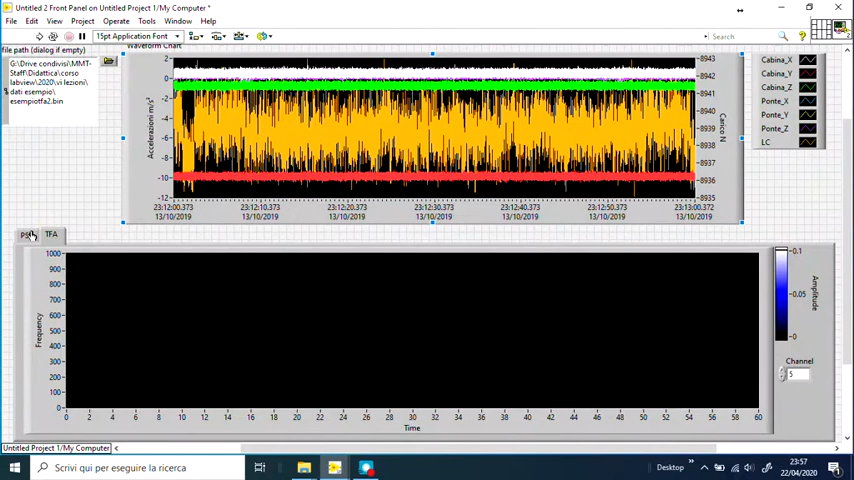 Untitled 2 Front Panel on Untitled Project 1/My Computer *
File Edit View Project Operate Tools Window Help
15pt Application Font
Search
file path (dialog if empty)
G:\Drive condivisi\MMT-
Staff\Didattica\corso
labview\2020\vi lezioni\
dati esempio\
esempiotfa2.bin
Waveform Chart
Accelerazioni m/s²
2
0
-2
-4
-6
-8
-10
-12
8943
8942
8941
8940
8939
8938
8937
8936
8935
Carico N
23:12:00.373 23:12:10.373 23:12:20.373 23:12:30.373 23:12:40.373 23:12:50.373 23:13:00.373
13/10/2019 13/10/2019 13/10/2019 13/10/2019 13/10/2019 13/10/2019 13/10/2019
Cabina_X
Cabina_Y
Cabina_Z
Ponte_X
Ponte_Y
Ponte_Z
LC
TFA
Frequency
1000
900
800
700
600
500
400
300
200
100
0
0 2 4 6 8 10 12 14 16 18 20 22 24 26 28 30 32 34 36 38 40 42 44 46 48 50 52 54 56 58 60
Time
0.1
0.05
0
Amplitude
Channel
5
Untitled Project 1/My Computer
Scrivi qui per eseguire la ricerca
Desktop
23:57
22/04/2020